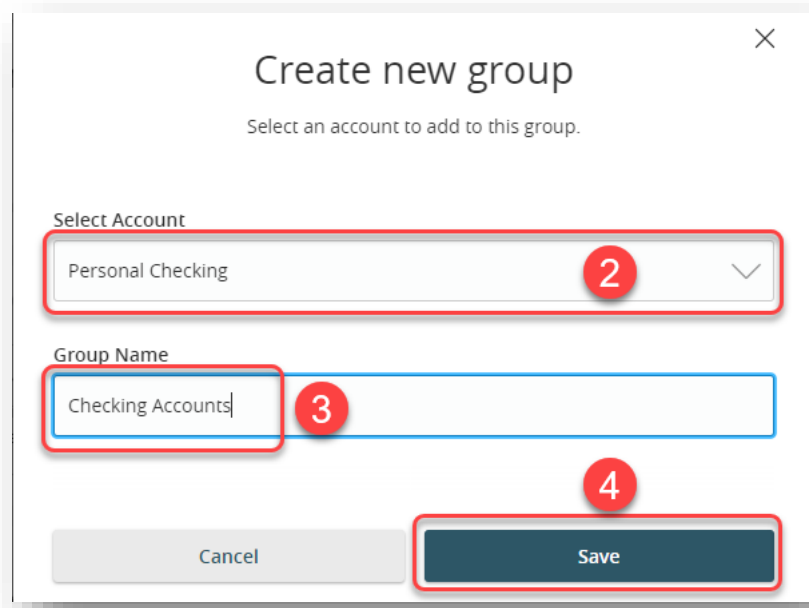 Create new group
Select an account to add to this group.
Select Account
Personal Checking
2
Group Name
Checking Accounts
3
4
Cancel
Save